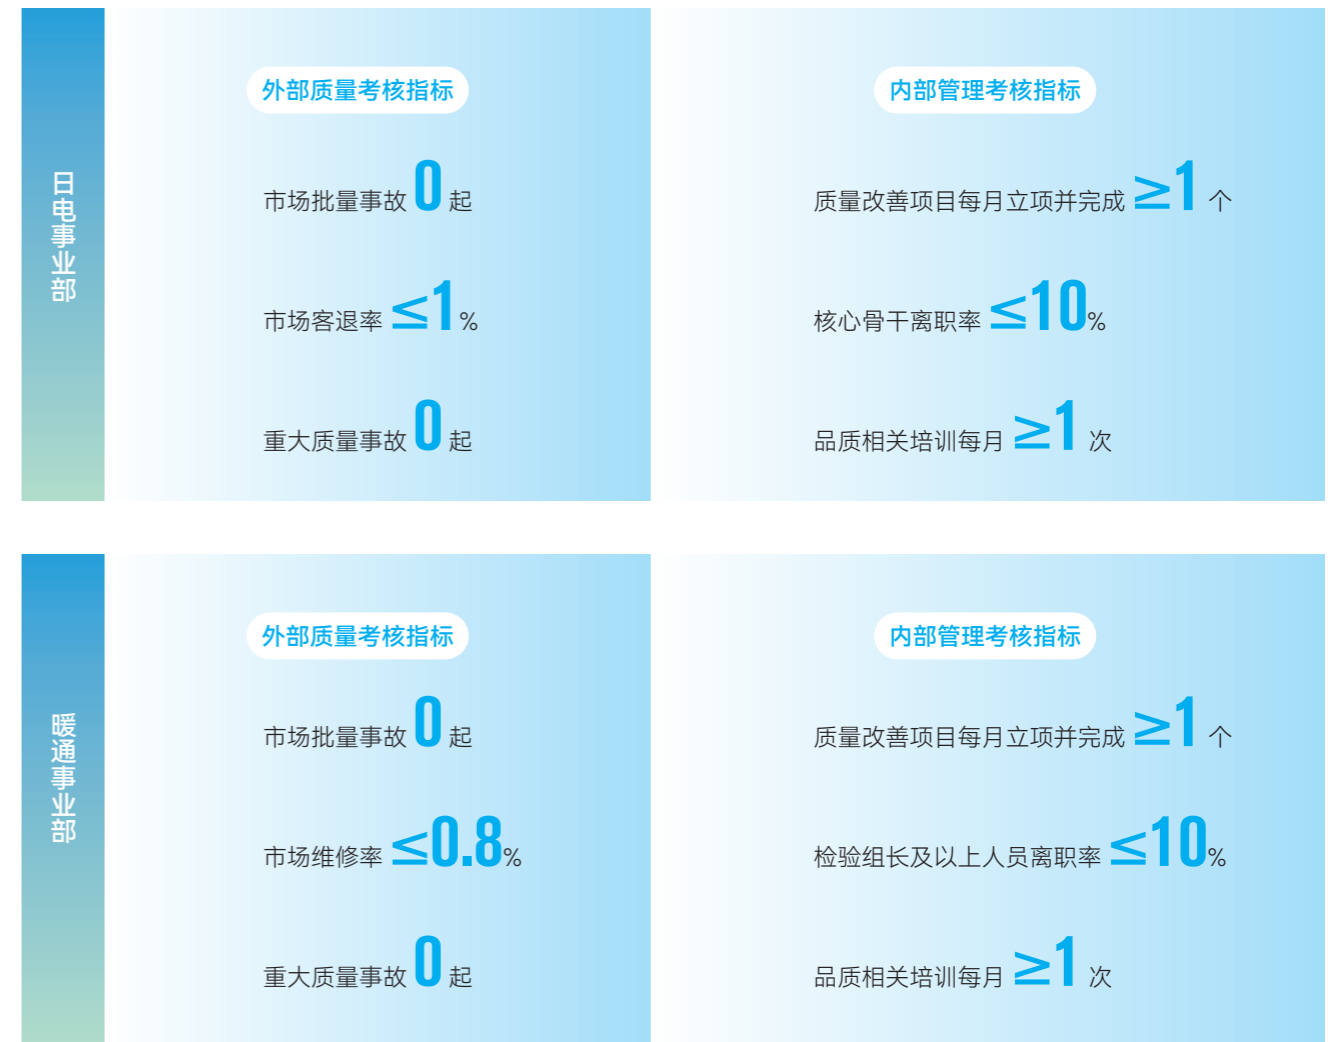 日电事业部
外部质量考核指标
市场批量事故 0 起
市场客退率 ≤1%
重大质量事故 0 起
内部管理考核指标
质量改善项目每月立项并完成 ≥1 个
核心骨干离职率 ≤10%
品质相关培训每月 ≥1 次
暖通事业部
外部质量考核指标
市场批量事故 0 起
市场维修率 ≤0.8%
重大质量事故 0 起
内部管理考核指标
质量改善项目每月立项并完成 ≥1 个
检验组长及以上人员离职率 ≤10%
品质相关培训每月 ≥1 次